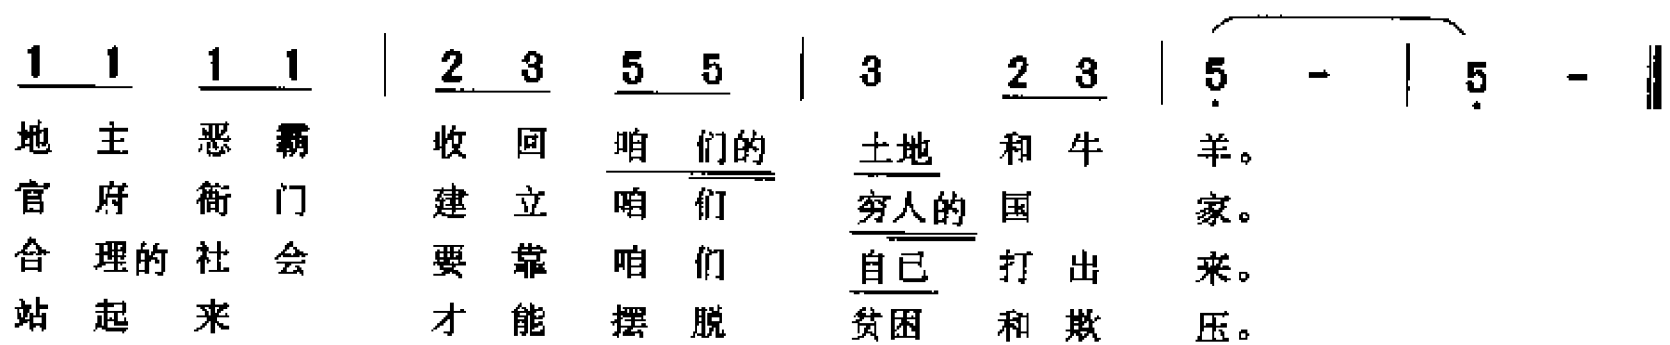 1 1 1 1 | 2 3 5 5 | 3 2 3 | 5 - | 5 - ‖
地主恶霸 收回咱们的 土地和牛 羊。
官府衙门 建立咱们 穷人的国 家。
合理的社会 要靠咱们 自己打出 来。
站起来 才能摆脱 贫困和欺 压。